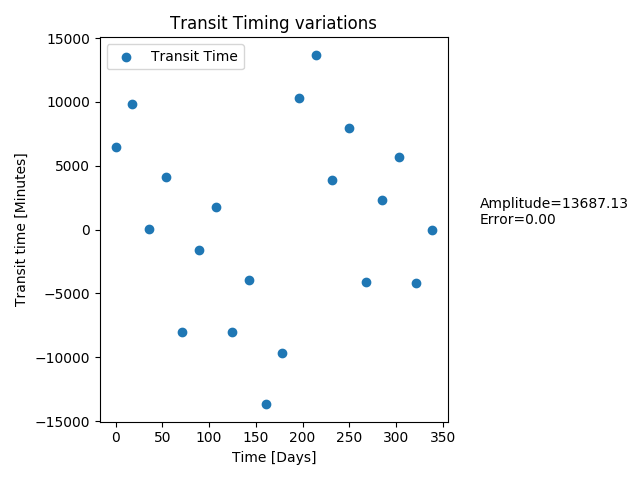 Transit Timing variations
Transit Time
Transit time [Minutes]
15000
10000
5000
0
−5000
−10000
−15000
0
50
100
150
200
250
300
350
Time [Days]
Amplitude=13687.13
Error=0.00